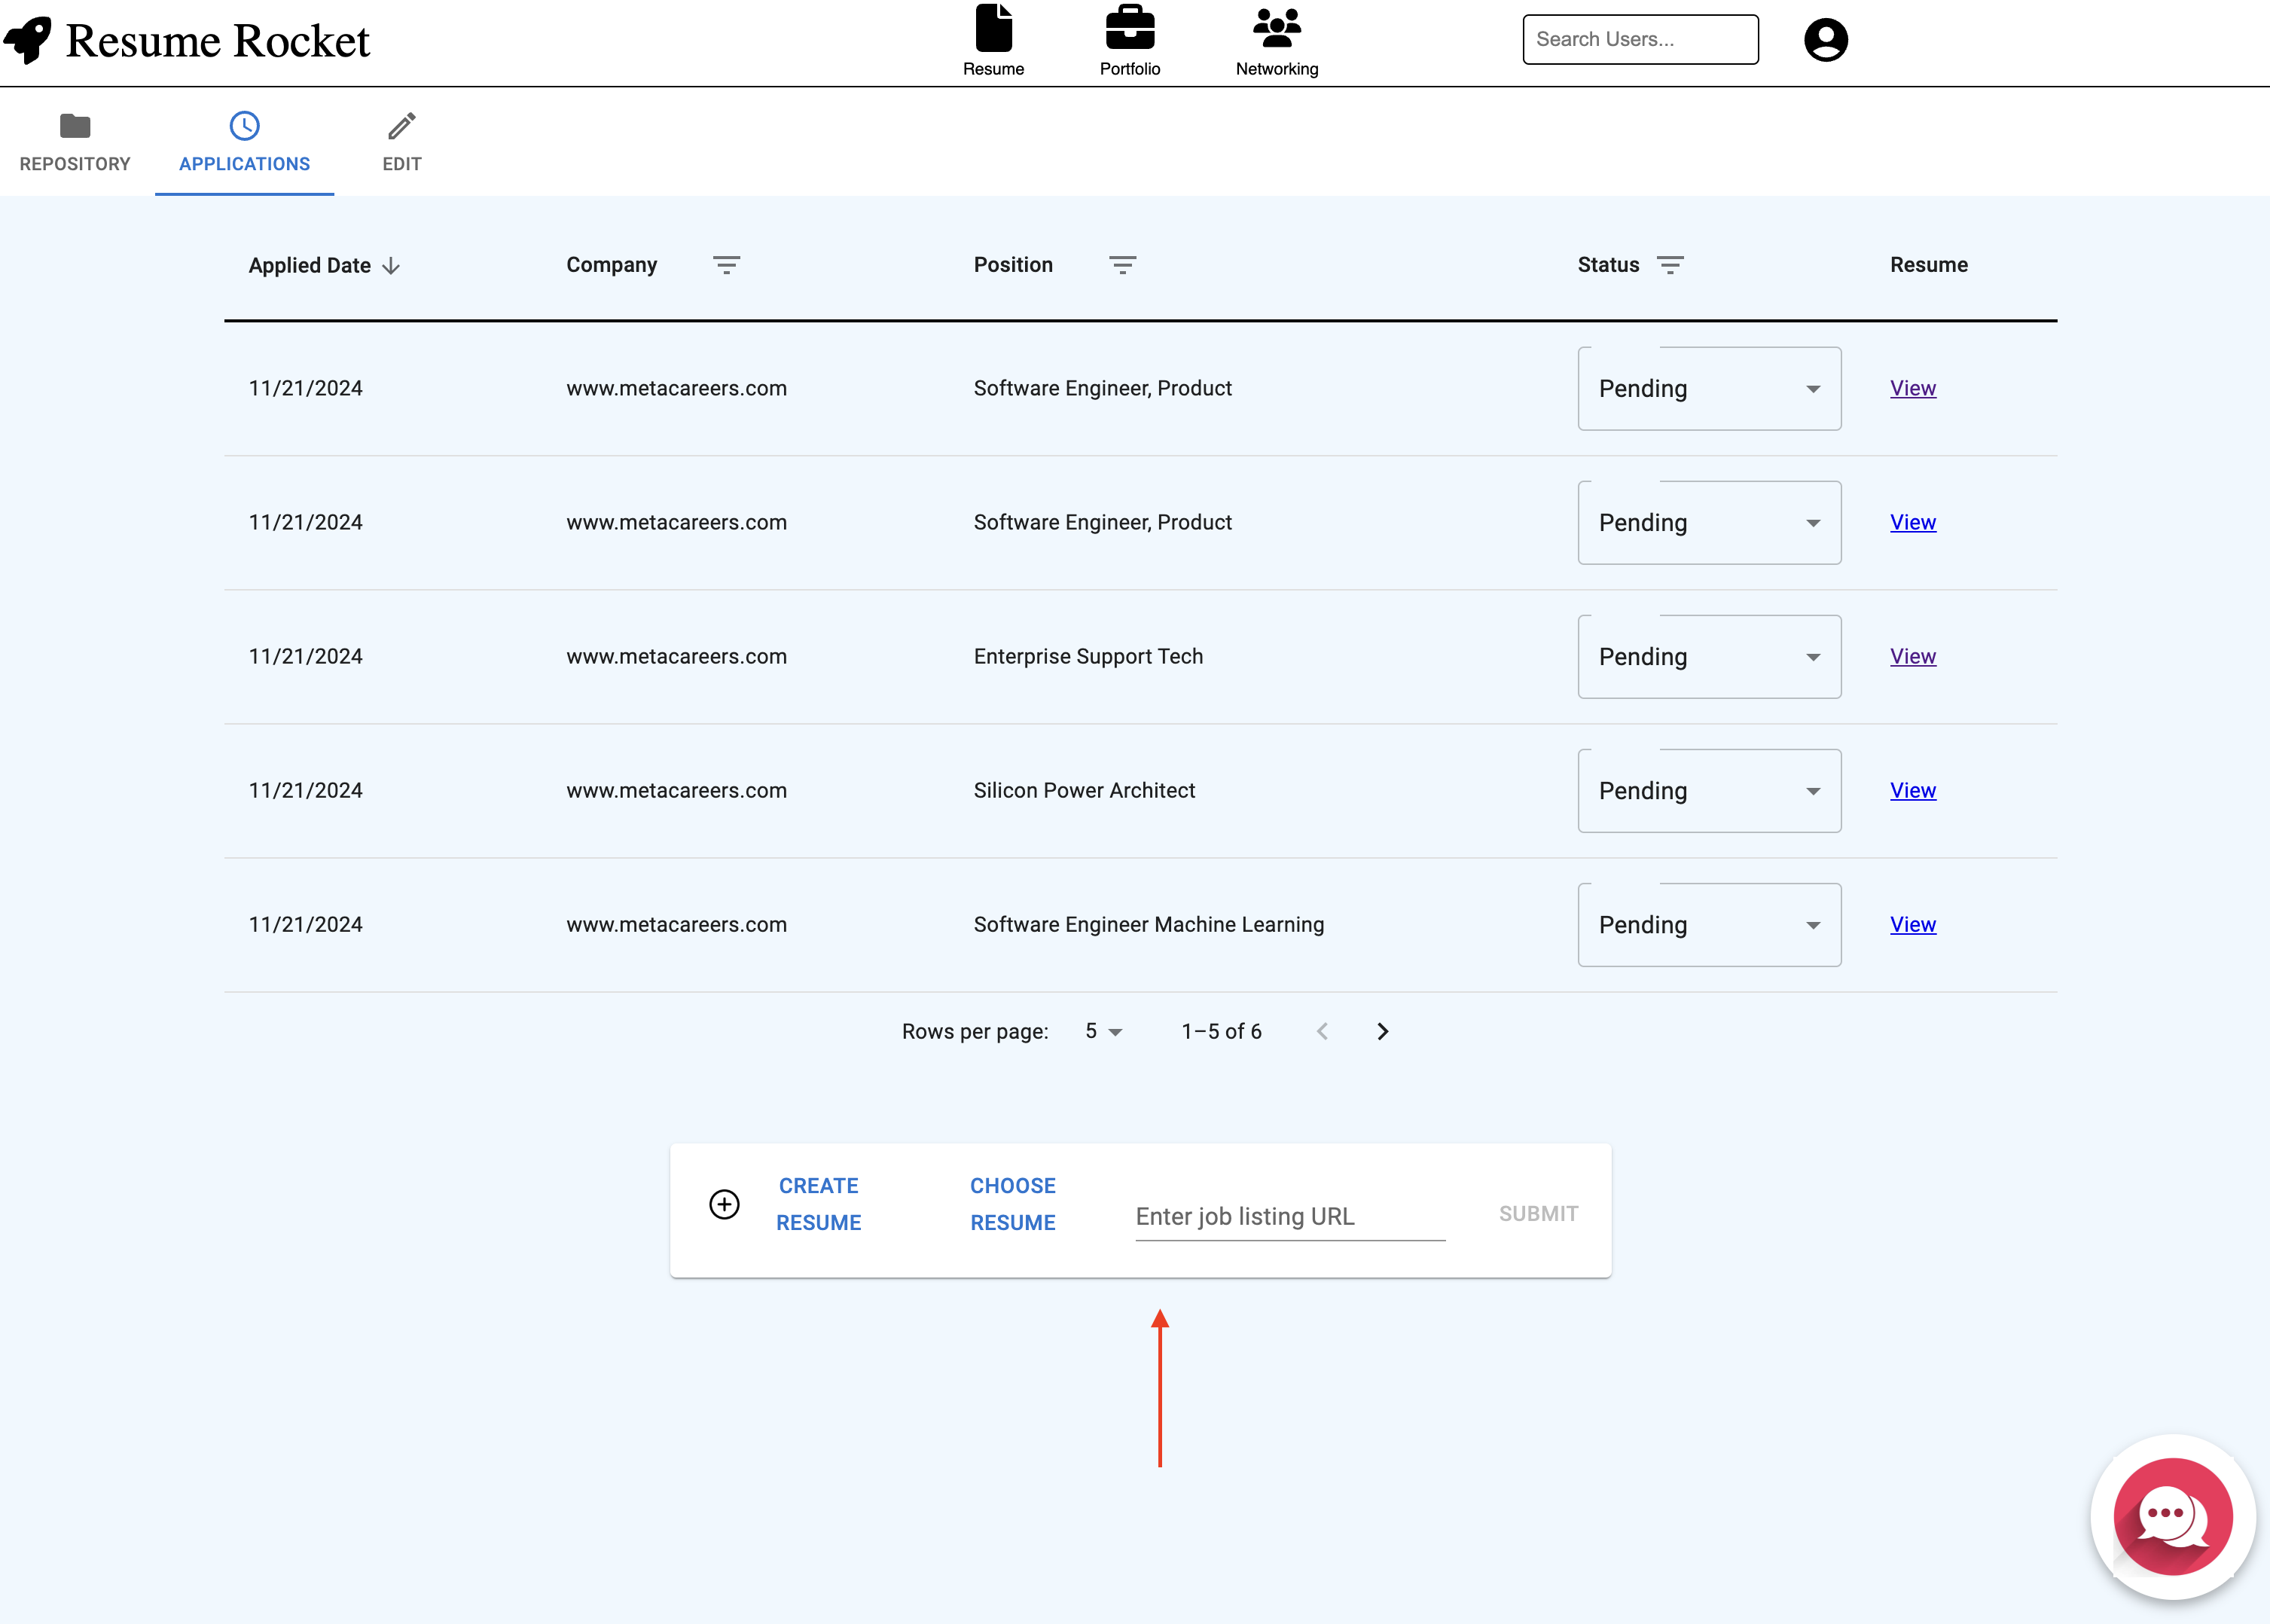 Resume Rocket
Resume
Portfolio
Networking
Search Users...
REPOSITORY
APPLICATIONS
EDIT
Applied Date Company Position Status Resume
11/21/2024 www.metacareers.com Software Engineer, Product Pending View
11/21/2024 www.metacareers.com Software Engineer, Product Pending View
11/21/2024 www.metacareers.com Enterprise Support Tech Pending View
11/21/2024 www.metacareers.com Silicon Power Architect Pending View
11/21/2024 www.metacareers.com Software Engineer Machine Learning Pending View
Rows per page: 5 1–5 of 6
CREATE
RESUME
CHOOSE
RESUME
Enter job listing URL
SUBMIT